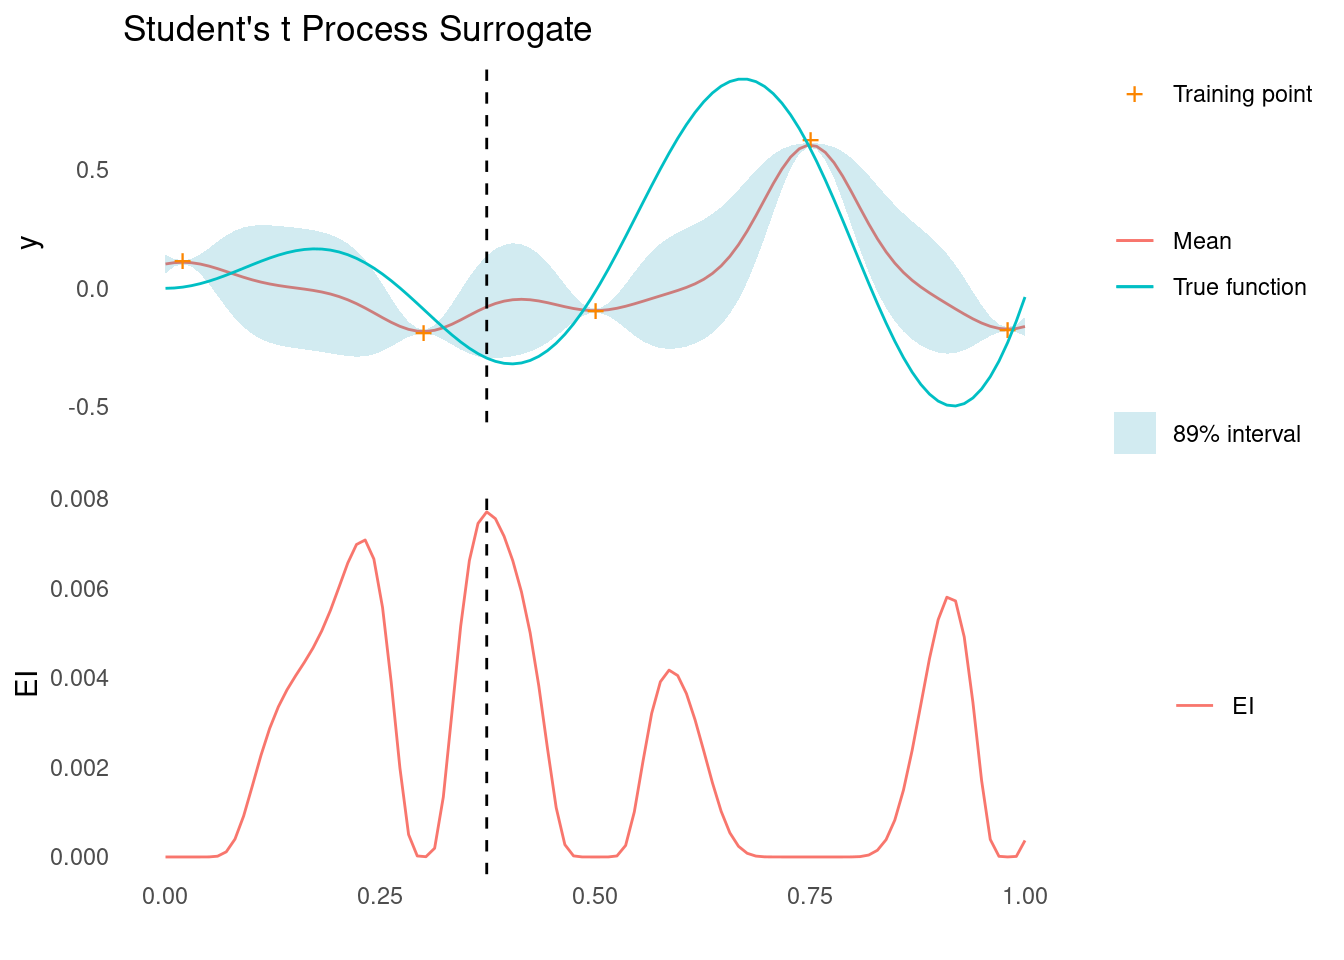 Student's t Process Surrogate
y
0.5
0.0
-0.5
Training point
Mean
True function
89% interval
EI
0.008
0.006
0.004
0.002
0.000
EI
0.00 0.25 0.50 0.75 1.00